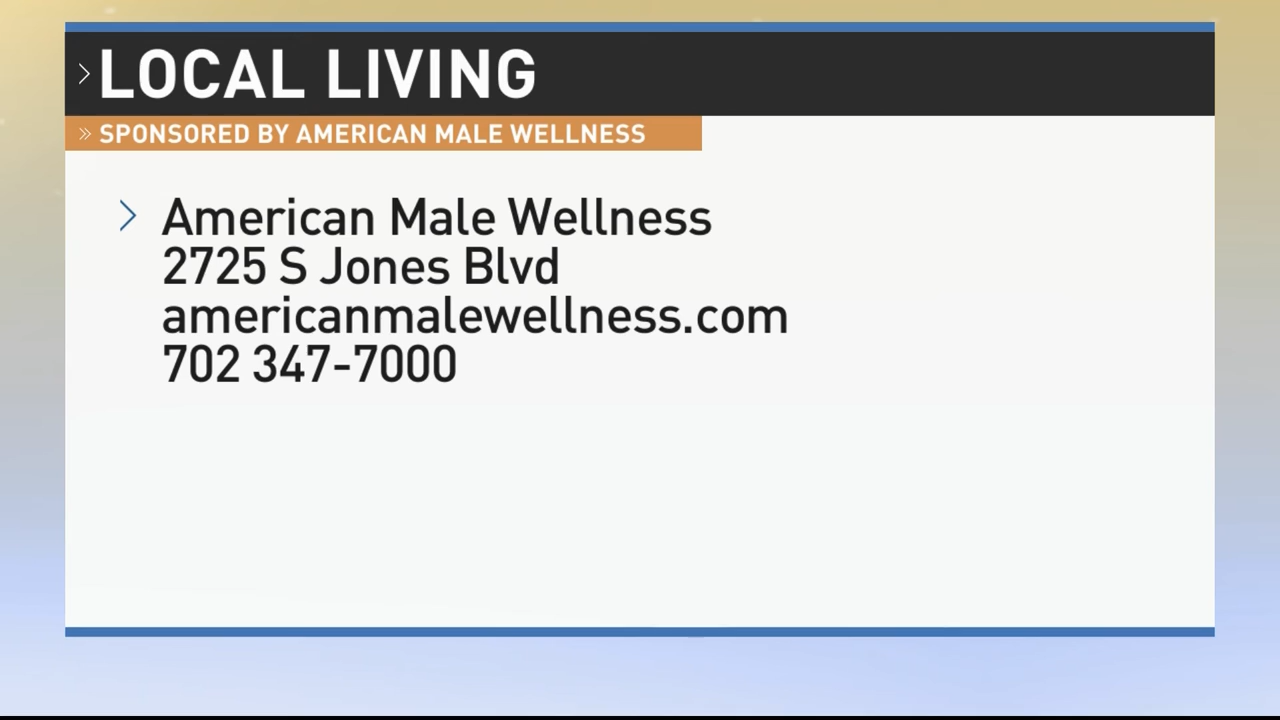 LOCAL LIVING
SPONSORED BY AMERICAN MALE WELLNESS
American Male Wellness
2725 S Jones Blvd
americanmalewellness.com
702 347-7000